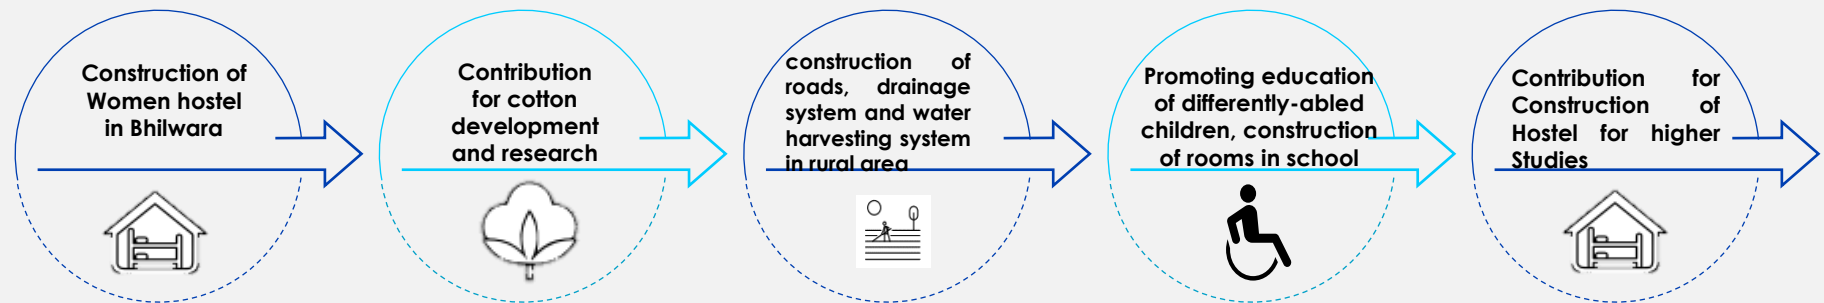 Construction of
Women hostel
in Bhilwara
Contribution
for cotton
development
and research
construction of
roads, drainage
system and water
harvesting system
in rural area
Promoting education
of differently-abled
children, construction
of rooms in school
Contribution for
Construction of
Hostel for higher
Studies